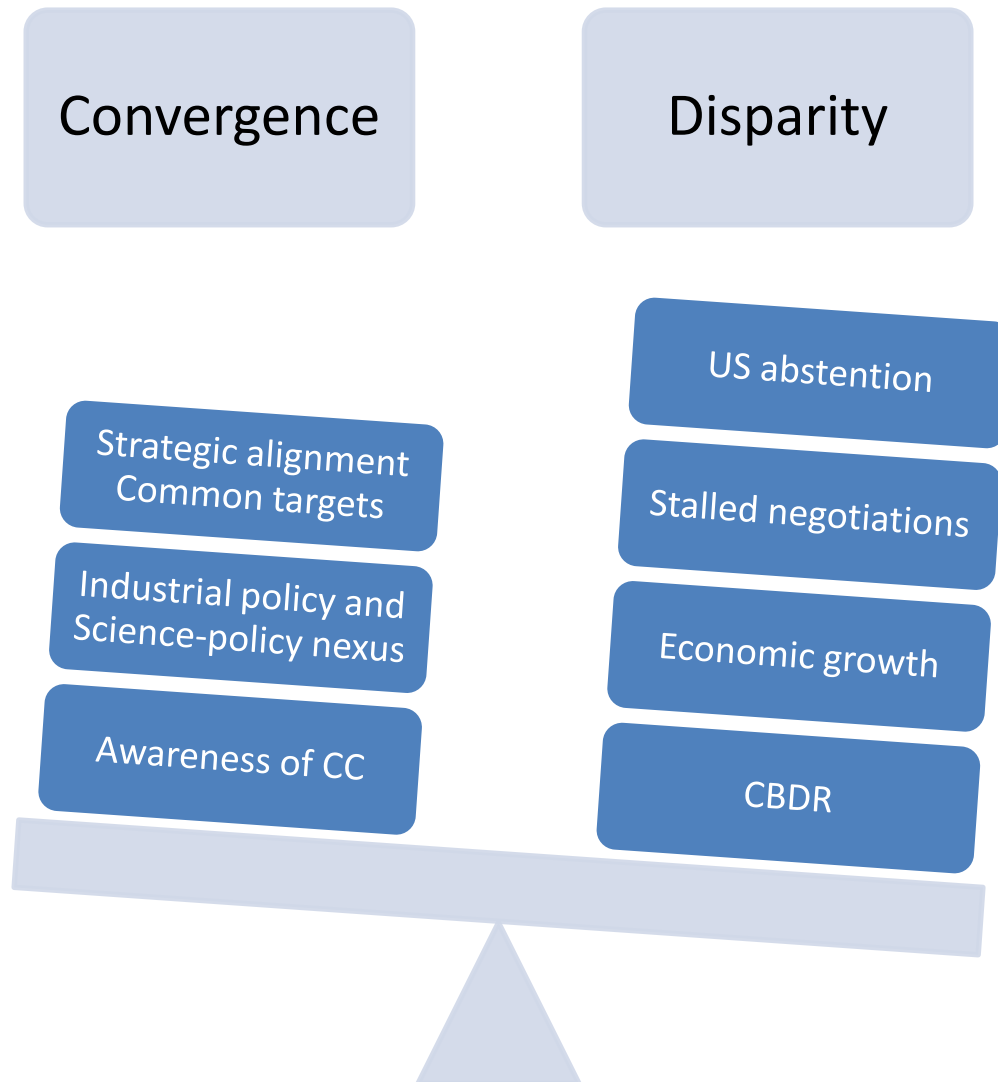 Convergence
Disparity
Strategic alignment
Common targets
Industrial policy and
Science-policy nexus
Awareness of CC
US abstention
Stalled negotiations
Economic growth
CBDR